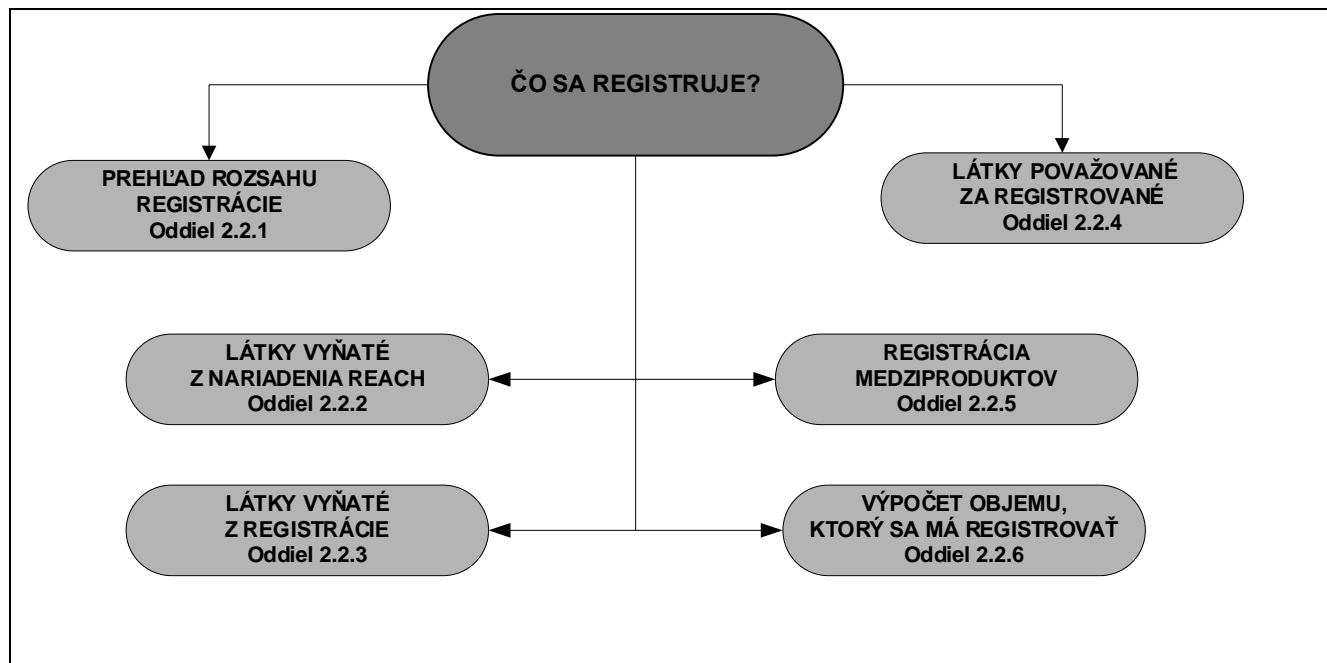 ČO SA REGISTRUJE?
PREHĽAD ROZSAHU
REGISTRÁCIE
Oddiel 2.2.1
LÁTKY POVAŽOVANÉ
ZA REGISTROVANÉ
Oddiel 2.2.4
LÁTKY VYŇATÉ
Z NARIADENIA REACH
Oddiel 2.2.2
REGISTRÁCIA
MEDZIPRODUKTOV
Oddiel 2.2.5
LÁTKY VYŇATÉ
Z REGISTRÁCIE
Oddiel 2.2.3
VÝPOČET OBJEMU,
KTORÝ SA MÁ REGISTROVAŤ
Oddiel 2.2.6